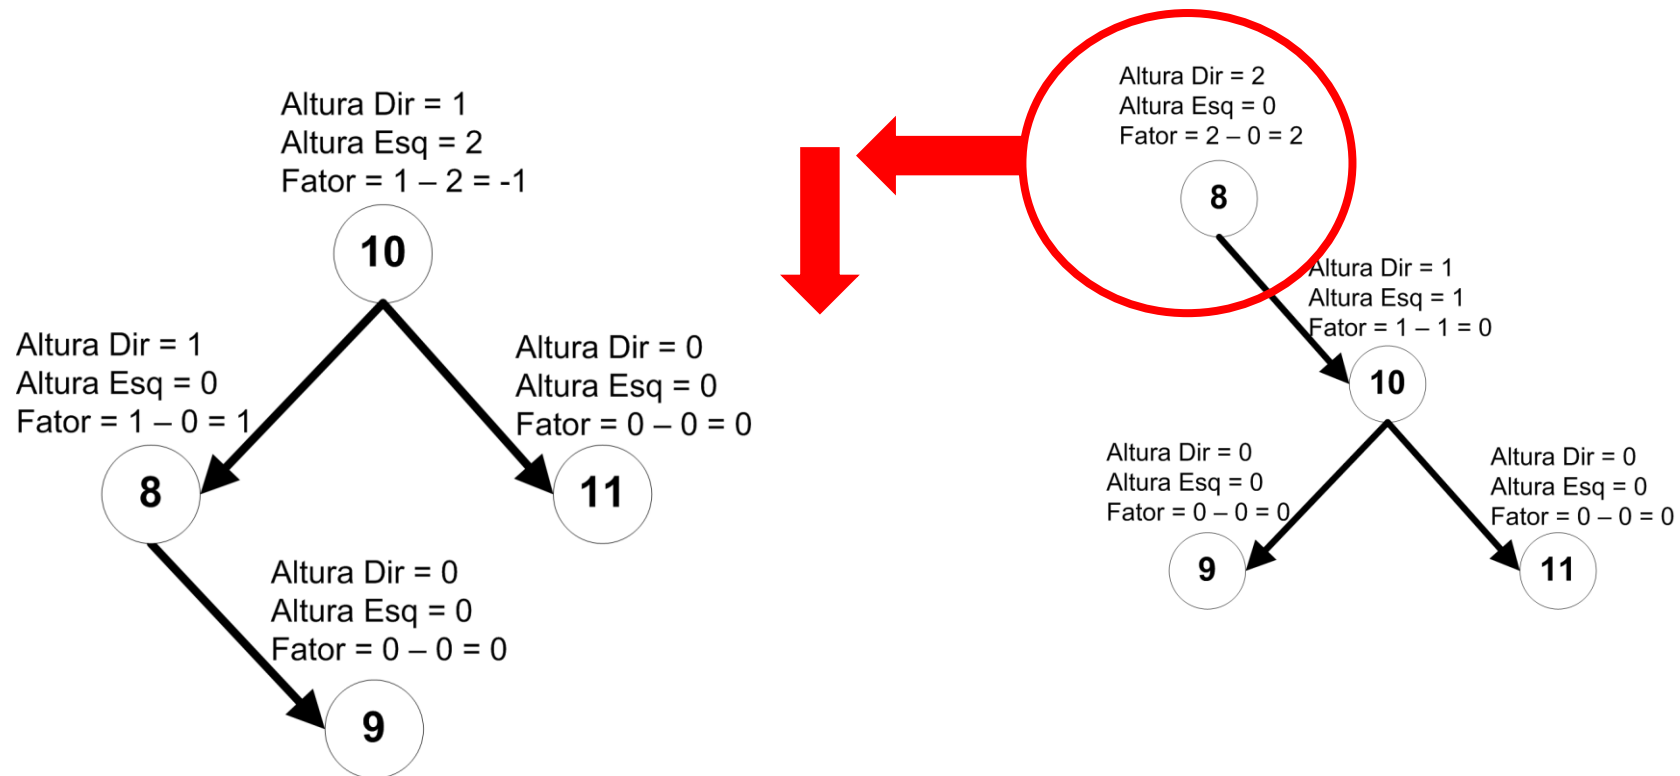 Altura Dir = 1
Altura Esq = 2
Fator = 1 – 2 = -1
10
Altura Dir = 1
Altura Esq = 0
Fator = 1 – 0 = 1
8
Altura Dir = 0
Altura Esq = 0
Fator = 0 – 0 = 0
11
Altura Dir = 0
Altura Esq = 0
Fator = 0 – 0 = 0
9
Altura Dir = 2
Altura Esq = 0
Fator = 2 – 0 = 2
8
Altura Dir = 1
Altura Esq = 1
Fator = 1 – 1 = 0
10
Altura Dir = 0
Altura Esq = 0
Fator = 0 – 0 = 0
9
Altura Dir = 0
Altura Esq = 0
Fator = 0 – 0 = 0
11